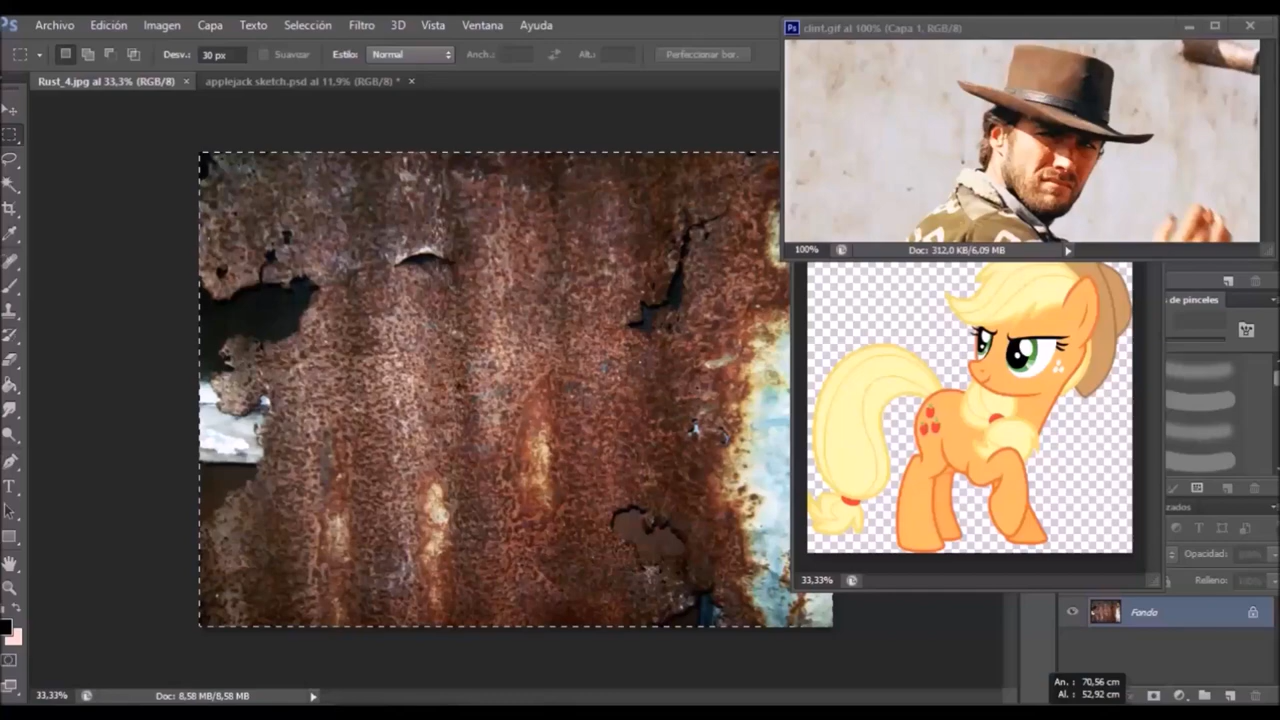 Ps Archivo Edición Imagen Capa Texto Selección Filtro 3D Vista Ventana Ayuda
Desv.: 30 px Suavizar Estilo: Normal Anch.: Alt.: Perfeccionar bor.
Rust_4.jpg al 33,3% (RGB/8) × applejack sketch.psd al 11,9% (RGB/8) * ×
Ps clint.gif al 100% (Capa 1, RGB/8)
100% Doc: 312,0 KB/6,09 MB
de pinceles
zados
Opacidad:
33,33% Relleno:
Fondo
An. : 70,56 cm
Al. : 52,92 cm
33,33% Doc: 8,58 MB/8,58 MB